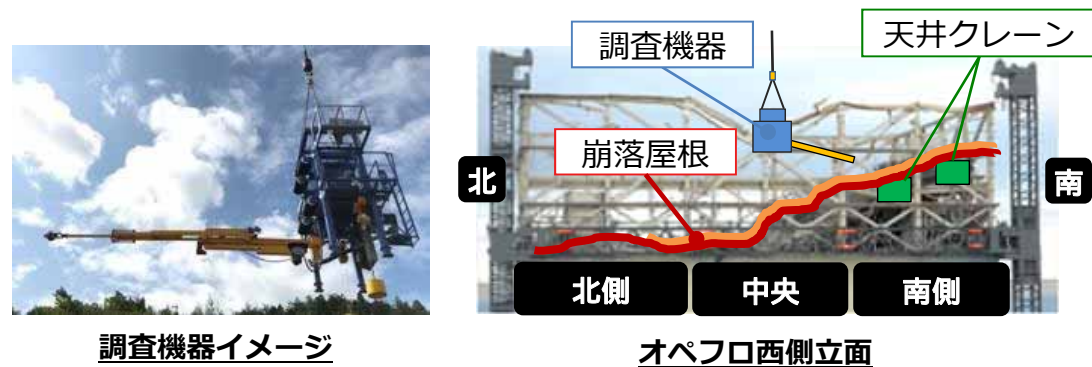 調査機器
天井クレーン
崩落屋根
北
南
北側
中央
南側
調査機器イメージ
オペフロ西側立面